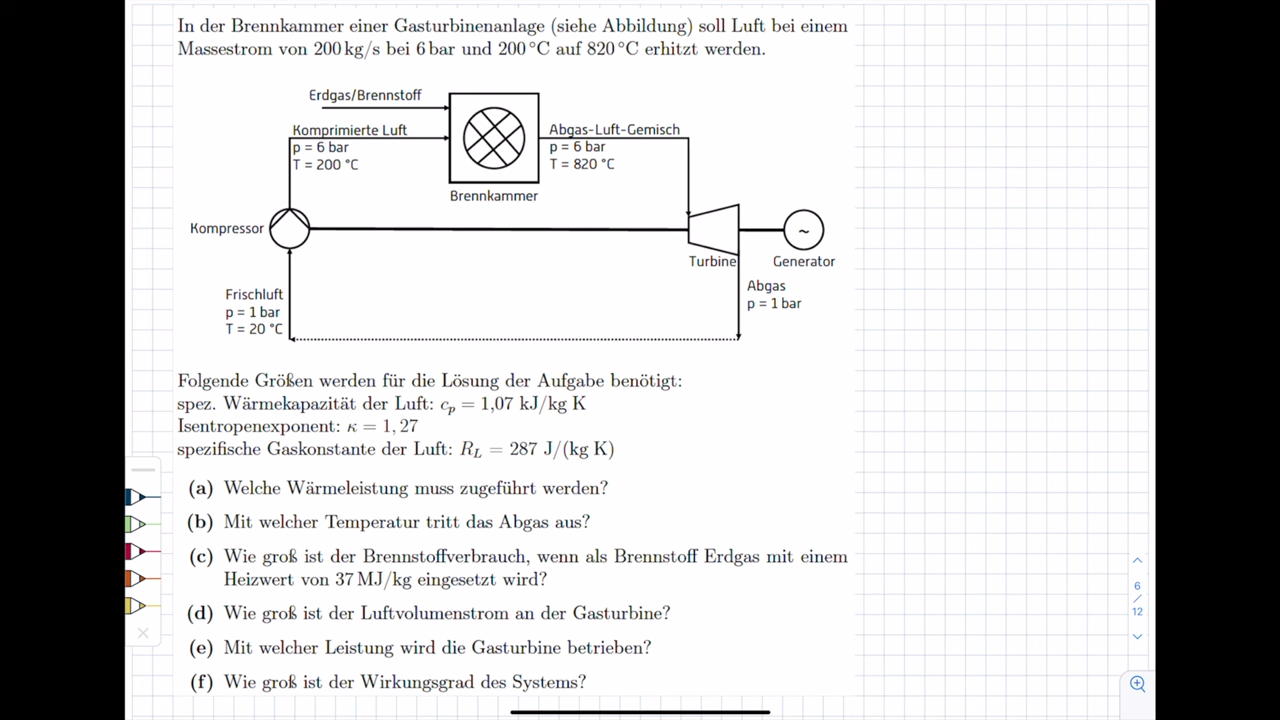 In der Brennkammer einer Gasturbinenanlage (siehe Abbildung) soll Luft bei einem
Massestrom von 200 kg/s bei 6 bar und 200 °C auf 820 °C erhitzt werden.
Erdgas/Brennstoff
Komprimierte Luft
p = 6 bar
T = 200 °C
Abgas-Luft-Gemisch
p = 6 bar
T = 820 °C
Brennkammer
Kompressor
~
Turbine
Generator
Frischluft
p = 1 bar
T = 20 °C
Abgas
p = 1 bar
Folgende Größen werden für die Lösung der Aufgabe benötigt:
spez. Wärmekapazität der Luft: cₚ = 1,07 kJ/kg K
Isentropenexponent: κ = 1, 27
spezifische Gaskonstante der Luft: R_L = 287 J/(kg K)
(a) Welche Wärmeleistung muss zugeführt werden?
(b) Mit welcher Temperatur tritt das Abgas aus?
(c) Wie groß ist der Brennstoffverbrauch, wenn als Brennstoff Erdgas mit einem
Heizwert von 37 MJ/kg eingesetzt wird?
(d) Wie groß ist der Luftvolumenstrom an der Gasturbine?
(e) Mit welcher Leistung wird die Gasturbine betrieben?
(f) Wie groß ist der Wirkungsgrad des Systems?
6
/
12